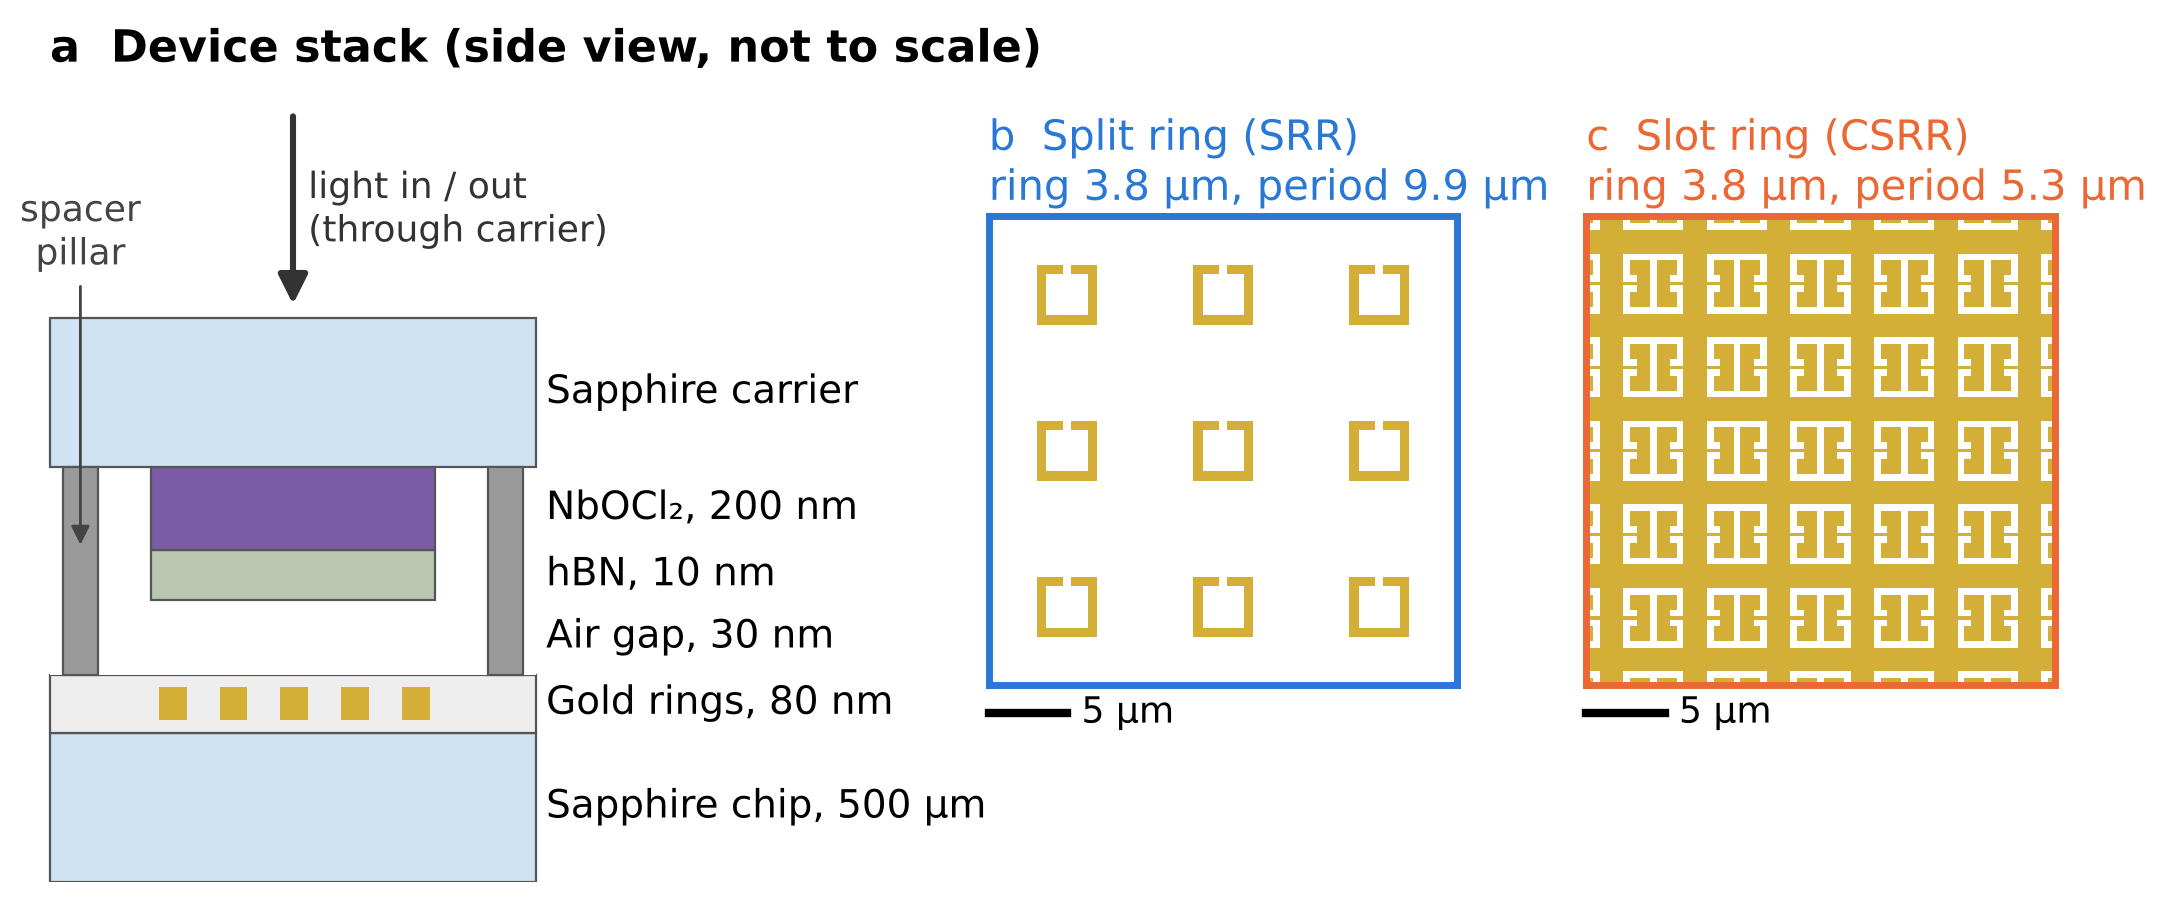 a Device stack (side view, not to scale)
light in / out
(through carrier)
spacer
pillar
Sapphire carrier
NbOCl₂, 200 nm
hBN, 10 nm
Air gap, 30 nm
Gold rings, 80 nm
Sapphire chip, 500 µm
b Split ring (SRR)
ring 3.8 µm, period 9.9 µm
5 µm
c Slot ring (CSRR)
ring 3.8 µm, period 5.3 µm
5 µm